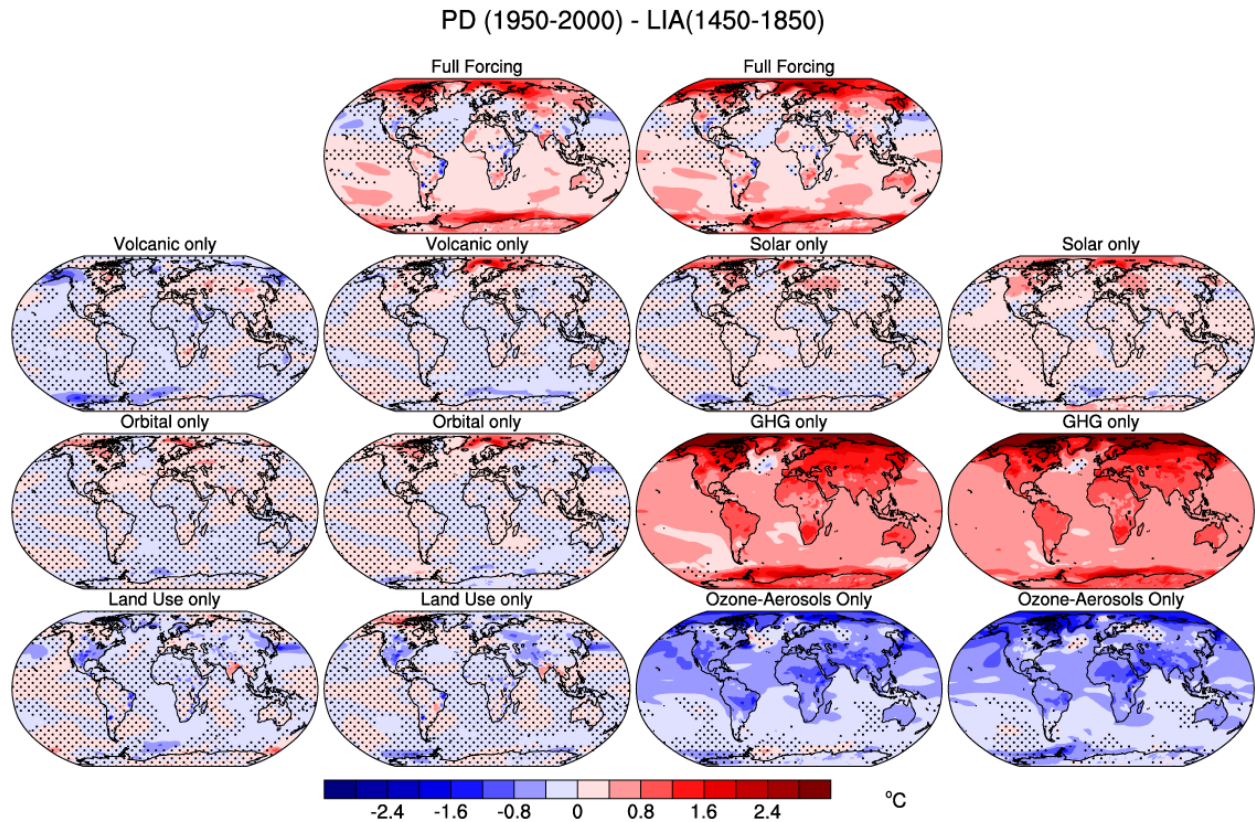 PD (1950-2000) - LIA(1450-1850)
Full Forcing Full Forcing
Volcanic only Volcanic only Solar only Solar only
Orbital only Orbital only GHG only GHG only
Land Use only Land Use only Ozone-Aerosols Only Ozone-Aerosols Only
-2.4 -1.6 -0.8 0 0.8 1.6 2.4 °C